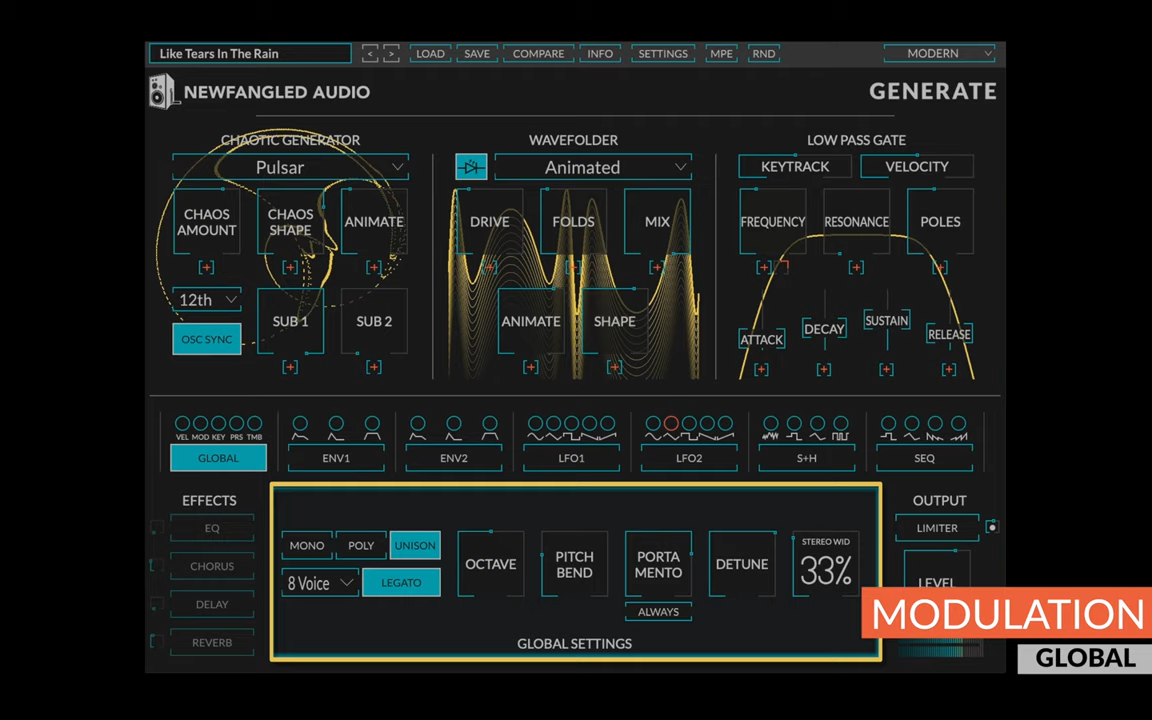 Like Tears In The Rain
< > LOAD SAVE COMPARE INFO SETTINGS MPE RND MODERN
NEWFANGLED AUDIO
GENERATE
CHAOTIC GENERATOR
Pulsar
CHAOS AMOUNT
CHAOS SHAPE
ANIMATE
[+] [+] [+]
12th
OSC SYNC
SUB 1
SUB 2
[+] [+]
WAVEFOLDER
Animated
DRIVE
FOLDS
MIX
[+] [+] [+]
ANIMATE
SHAPE
[+] [+]
LOW PASS GATE
KEYTRACK
VELOCITY
FREQUENCY
RESONANCE
POLES
[+] [+] [+]
ATTACK
DECAY
SUSTAIN
RELEASE
[+] [+] [+] [+]
VEL MOD KEY PRS TMB
GLOBAL
ENV1
ENV2
LFO1
LFO2
S+H
SEQ
EFFECTS
EQ
CHORUS
DELAY
REVERB
MONO
POLY
UNISON
8 Voice
LEGATO
OCTAVE
PITCH
BEND
PORTA
MENTO
ALWAYS
DETUNE
STEREO WID
33%
GLOBAL SETTINGS
OUTPUT
LIMITER
LEVEL
MODULATION
GLOBAL